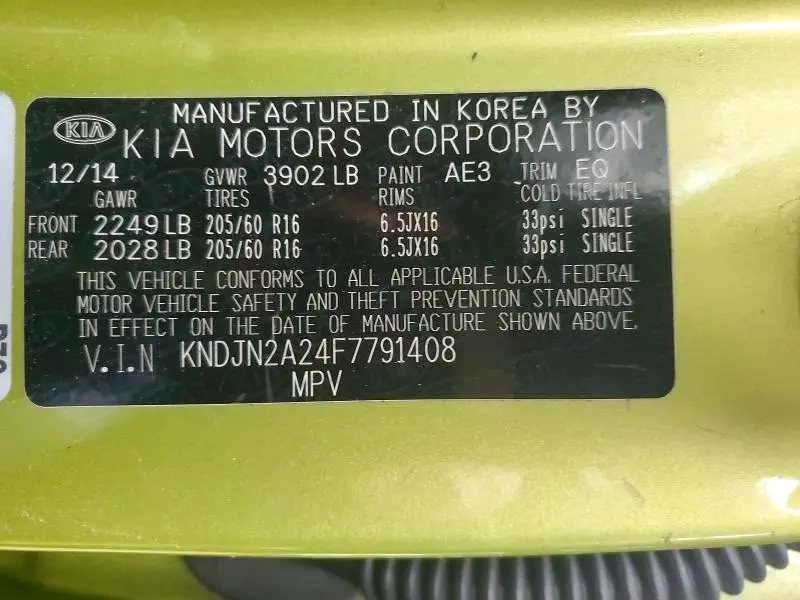 MANUFACTURED IN KOREA BY
KIA KIA MOTORS CORPORATION
12/14 GVWR 3902 LB PAINT AE3 TRIM EQ
GAWR TIRES RIMS COLD TIRE INFL
FRONT 2249 LB 205/60 R16 6.5JX16 33psi SINGLE
REAR 2028 LB 205/60 R16 6.5JX16 33psi SINGLE
THIS VEHICLE CONFORMS TO ALL APPLICABLE U.S.A. FEDERAL
MOTOR VEHICLE SAFETY AND THEFT PREVENTION STANDARDS
IN EFFECT ON THE DATE OF MANUFACTURE SHOWN ABOVE.
V.I.N KNDJN2A24F7791408
MPV